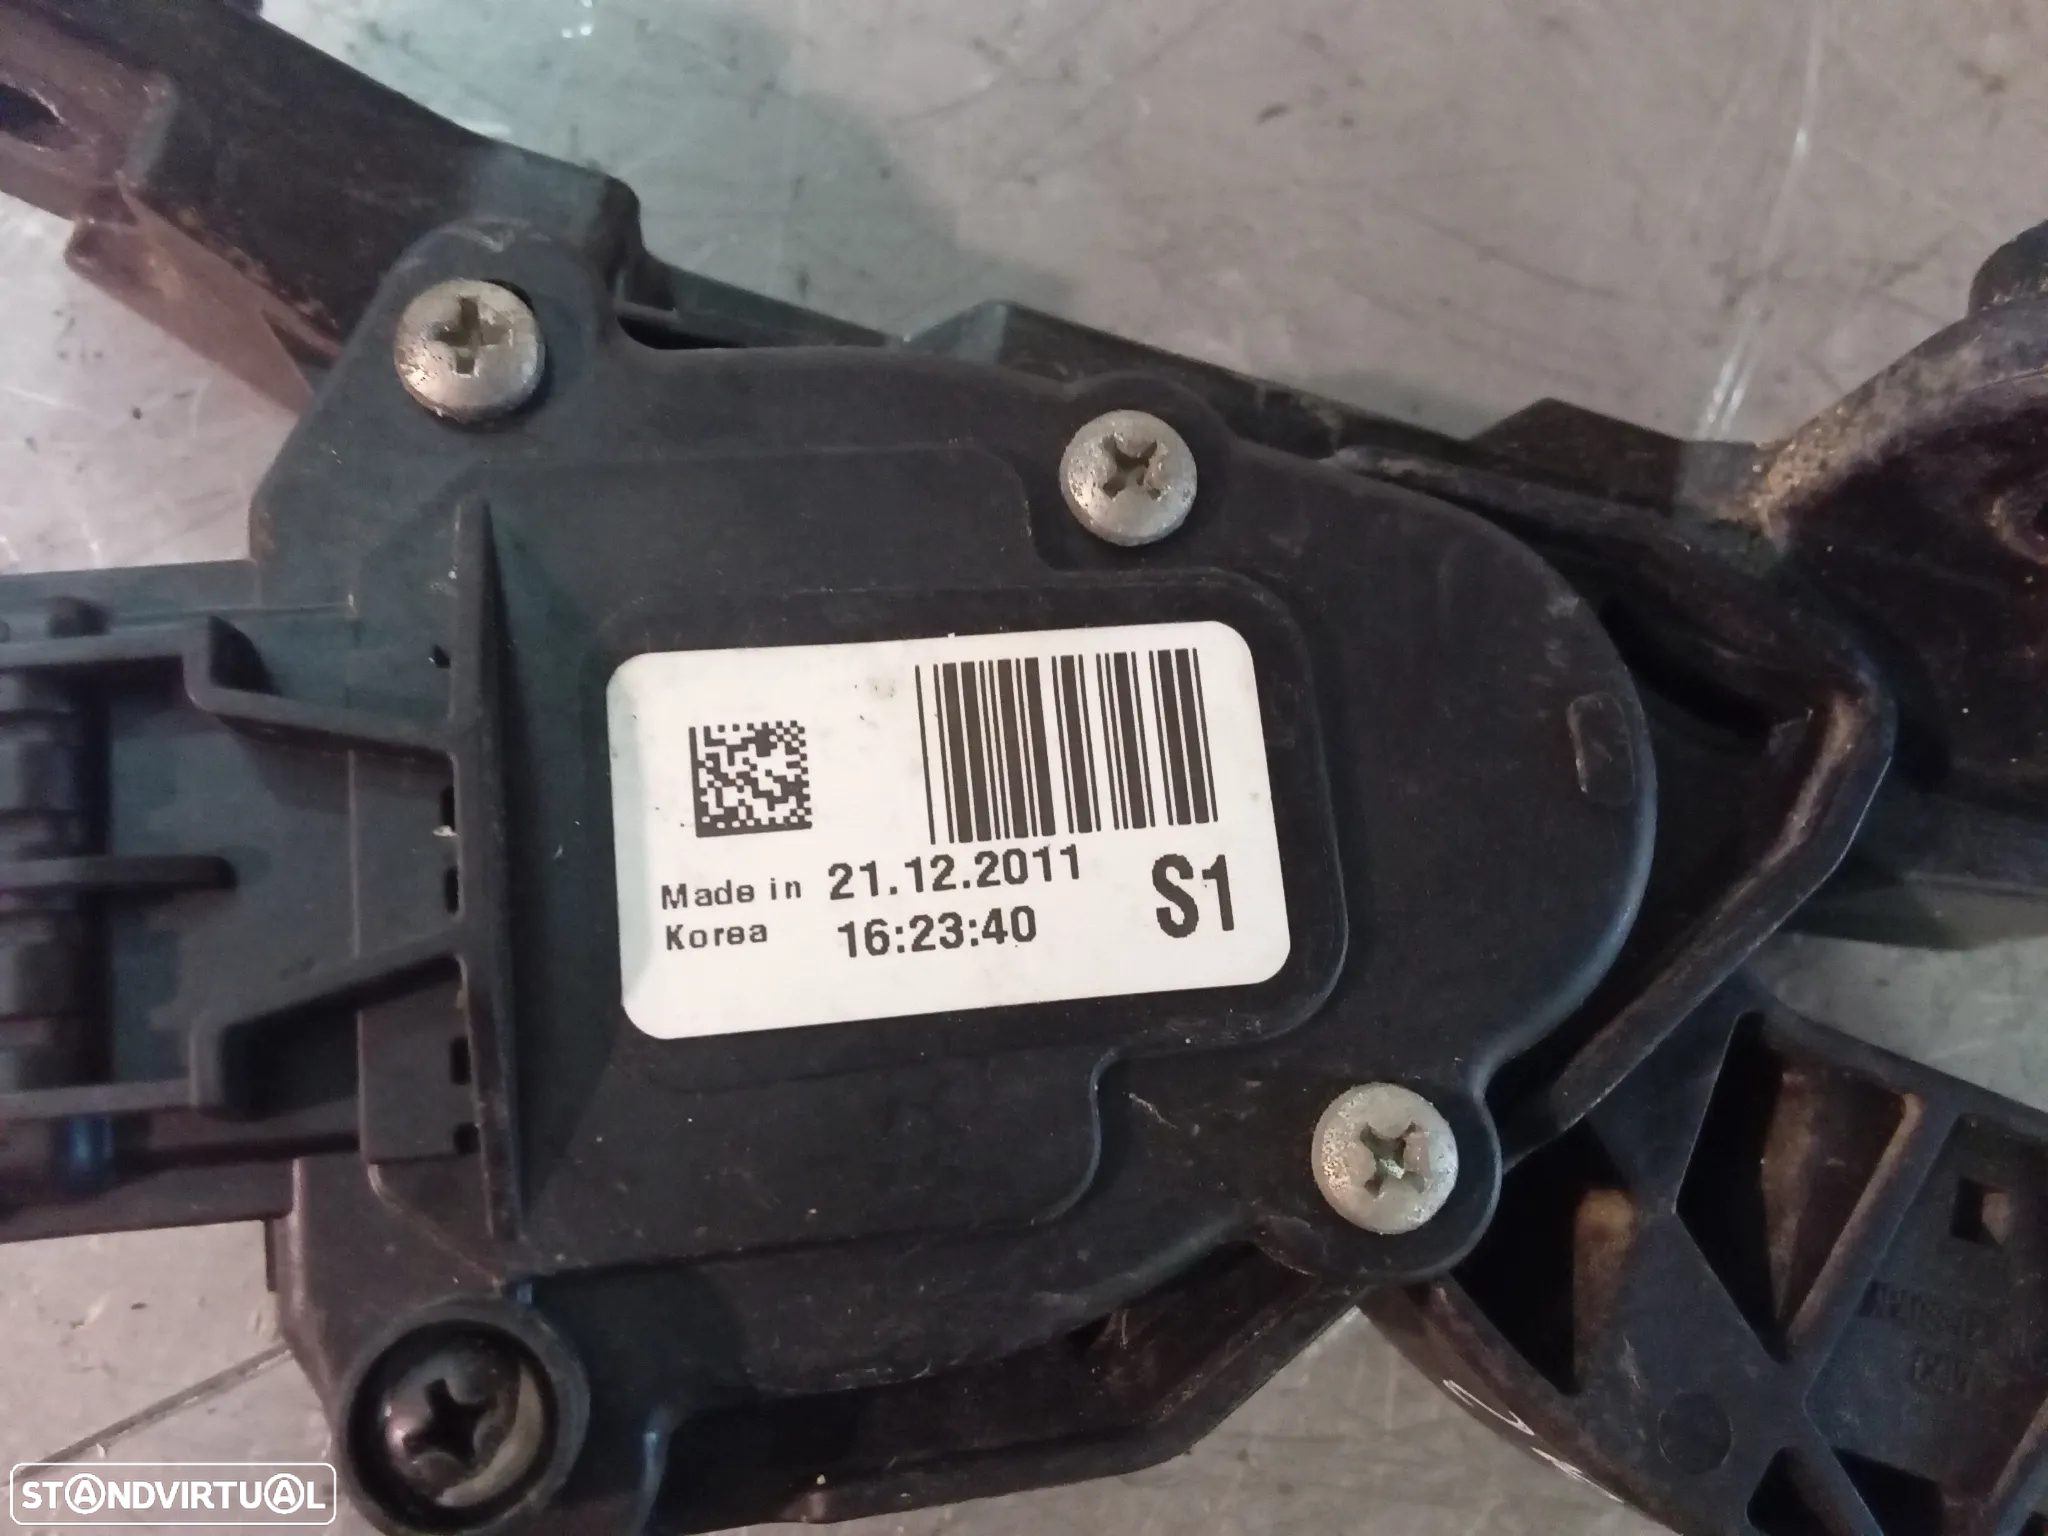 Made in 21.12.2011
Korea 16:23:40 S1
STANDVIRTUAL